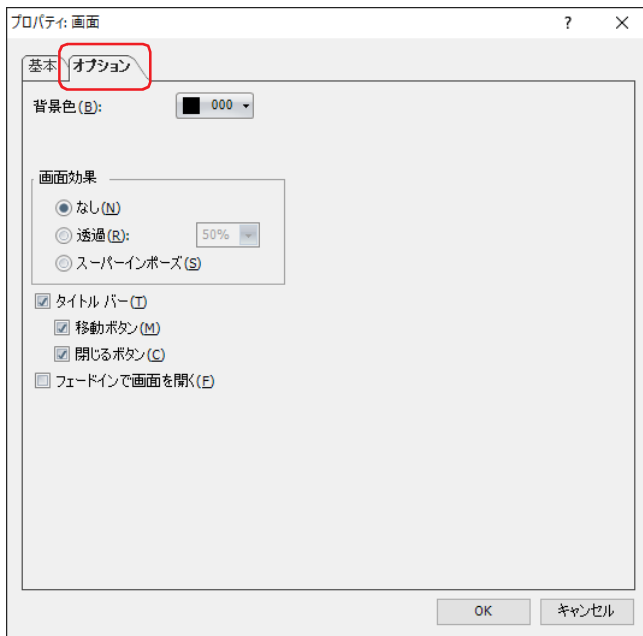 プロパティ: 画面 ?
基本 オプション
背景色(B): 000
画面効果
なし(N)
透過(R): 50%
スーパーインポーズ(S)
タイトル バー(T)
移動ボタン(M)
閉じるボタン(C)
フェードインで画面を開く(F)
OK キャンセル